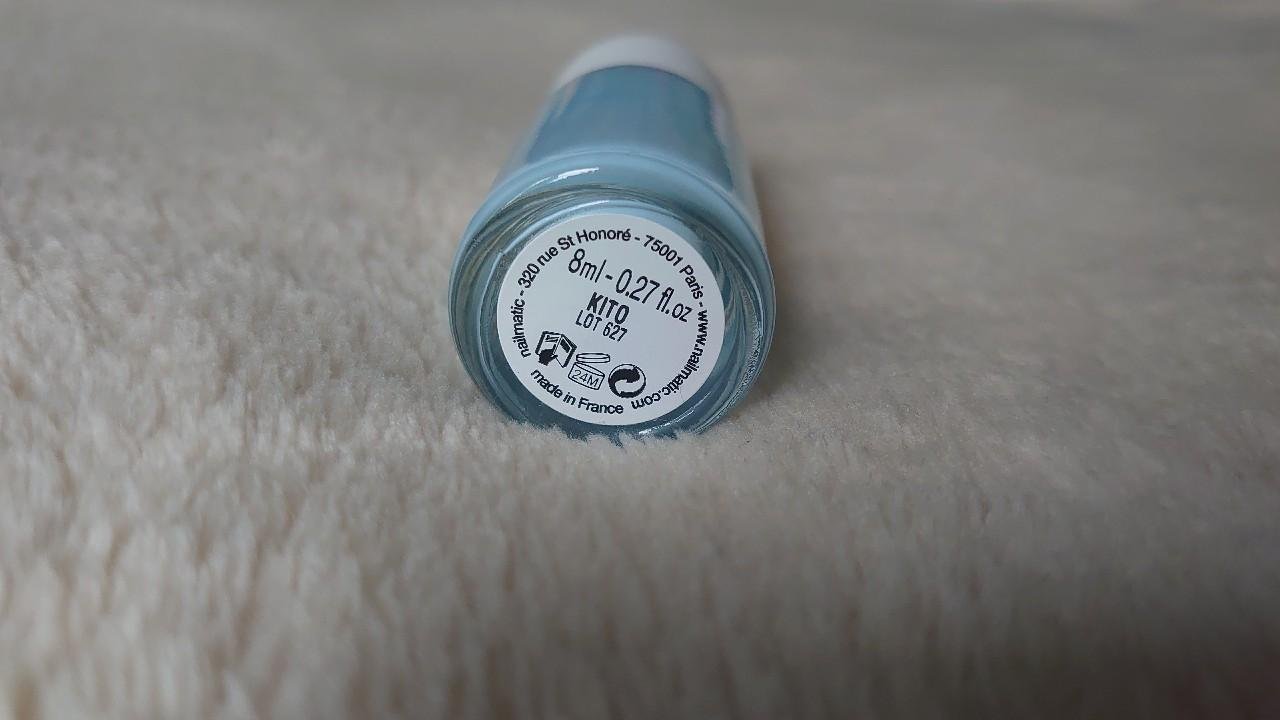 nailmatic - 320 rue St Honoré - 75001 Paris - www.nailmatic.com
8ml - 0.27 fl.oz
KITO
LOT 627
24M
made in France